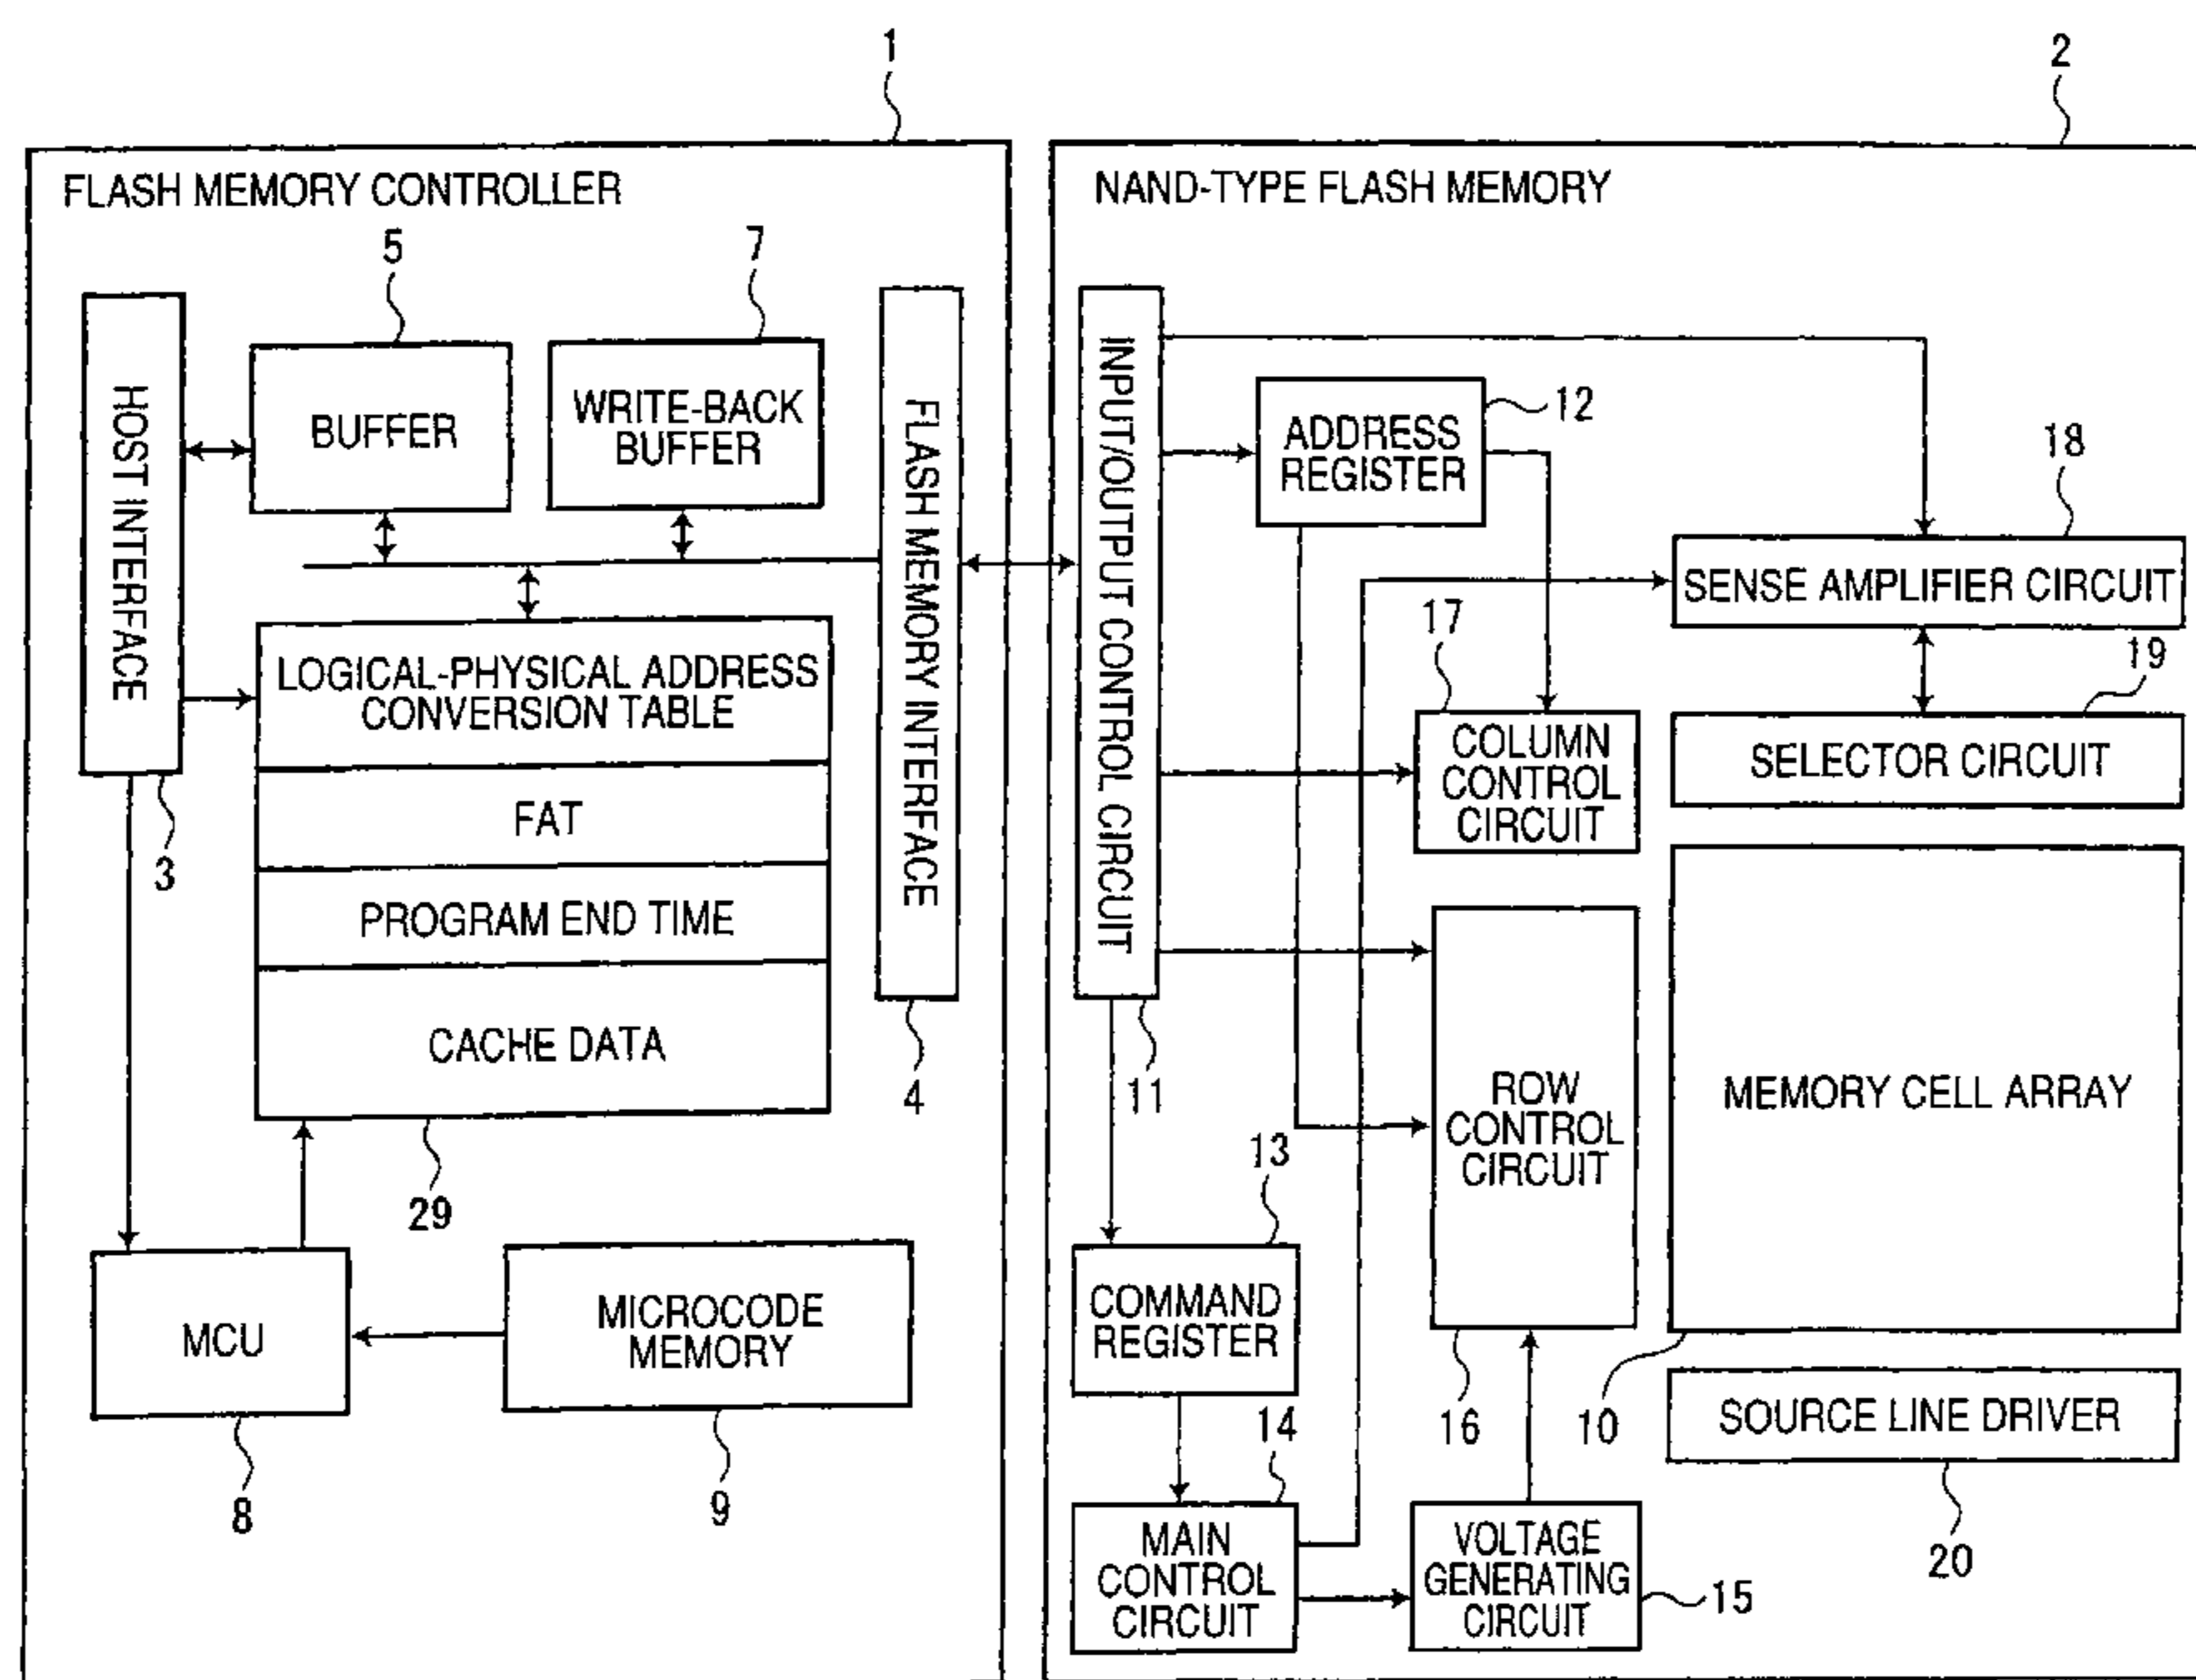 1
2
FLASH MEMORY CONTROLLER
5
7
HOST INTERFACE
3
BUFFER
WRITE-BACK
BUFFER
FLASH MEMORY INTERFACE
4
LOGICAL-PHYSICAL ADDRESS
CONVERSION TABLE
FAT
PROGRAM END TIME
CACHE DATA
29
MCU
8
MICROCODE
MEMORY
9
NAND-TYPE FLASH MEMORY
INPUT/OUTPUT CONTROL CIRCUIT
11
ADDRESS
REGISTER
12
18
SENSE AMPLIFIER CIRCUIT
17
19
COLUMN
CONTROL
CIRCUIT
SELECTOR CIRCUIT
ROW
CONTROL
CIRCUIT
16
MEMORY CELL ARRAY
10
13
COMMAND
REGISTER
14
MAIN
CONTROL
CIRCUIT
VOLTAGE
GENERATING
CIRCUIT
15
SOURCE LINE DRIVER
20